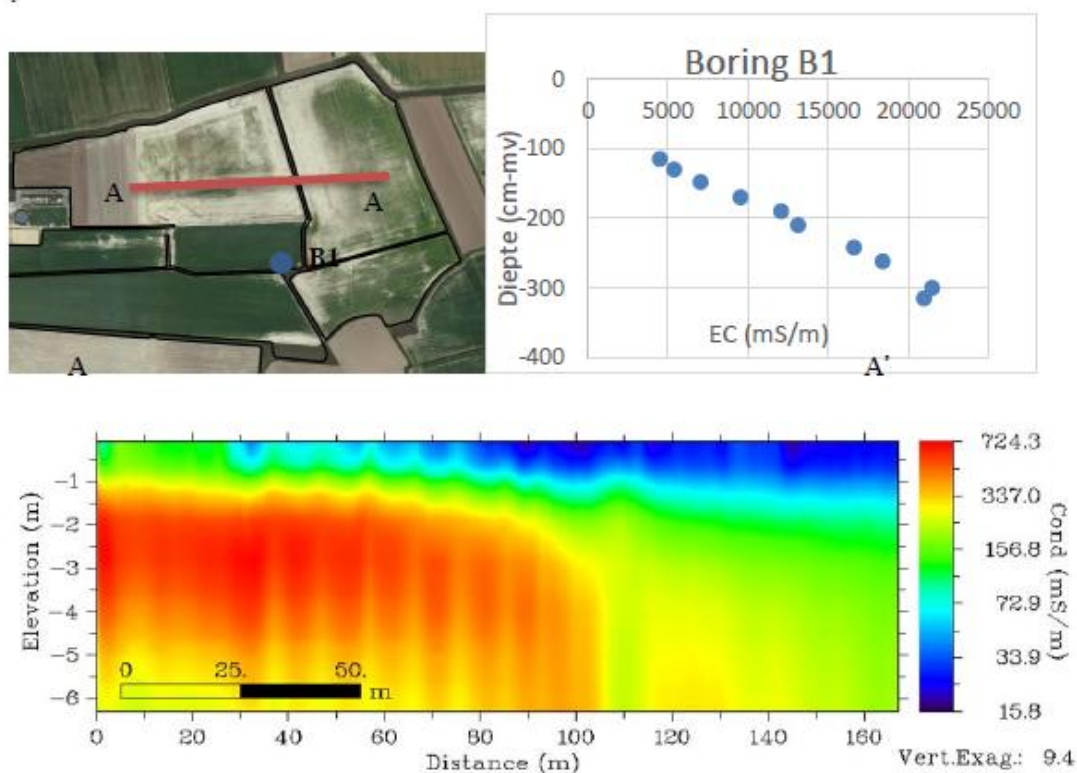 Boring B1
0
0 5000 10000 15000 20000 25000
-100
-200
-300
-400
Diepte (cm-mv)
EC (mS/m)
A
A
B1
A
A'
-1
-2
-3
-4
-5
-6
Elevation (m)
0 25. 50.
m
0 20 40 60 80 100 120 140 160
Distance (m)
724.3
337.0
156.8
72.9
33.9
15.8
Cond (mS/m)
Vert.Exag.: 9.4